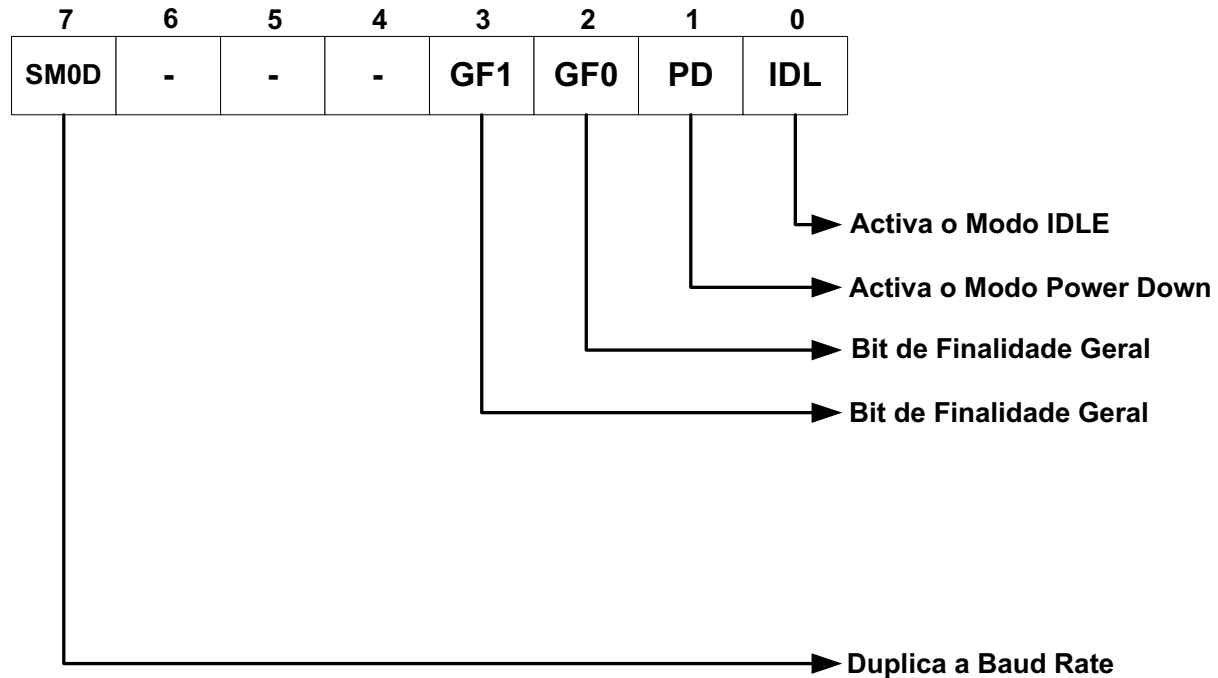 7 6 5 4 3 2 1 0
SM0D - - - GF1 GF0 PD IDL
Activa o Modo IDLE
Activa o Modo Power Down
Bit de Finalidade Geral
Bit de Finalidade Geral
Duplica a Baud Rate